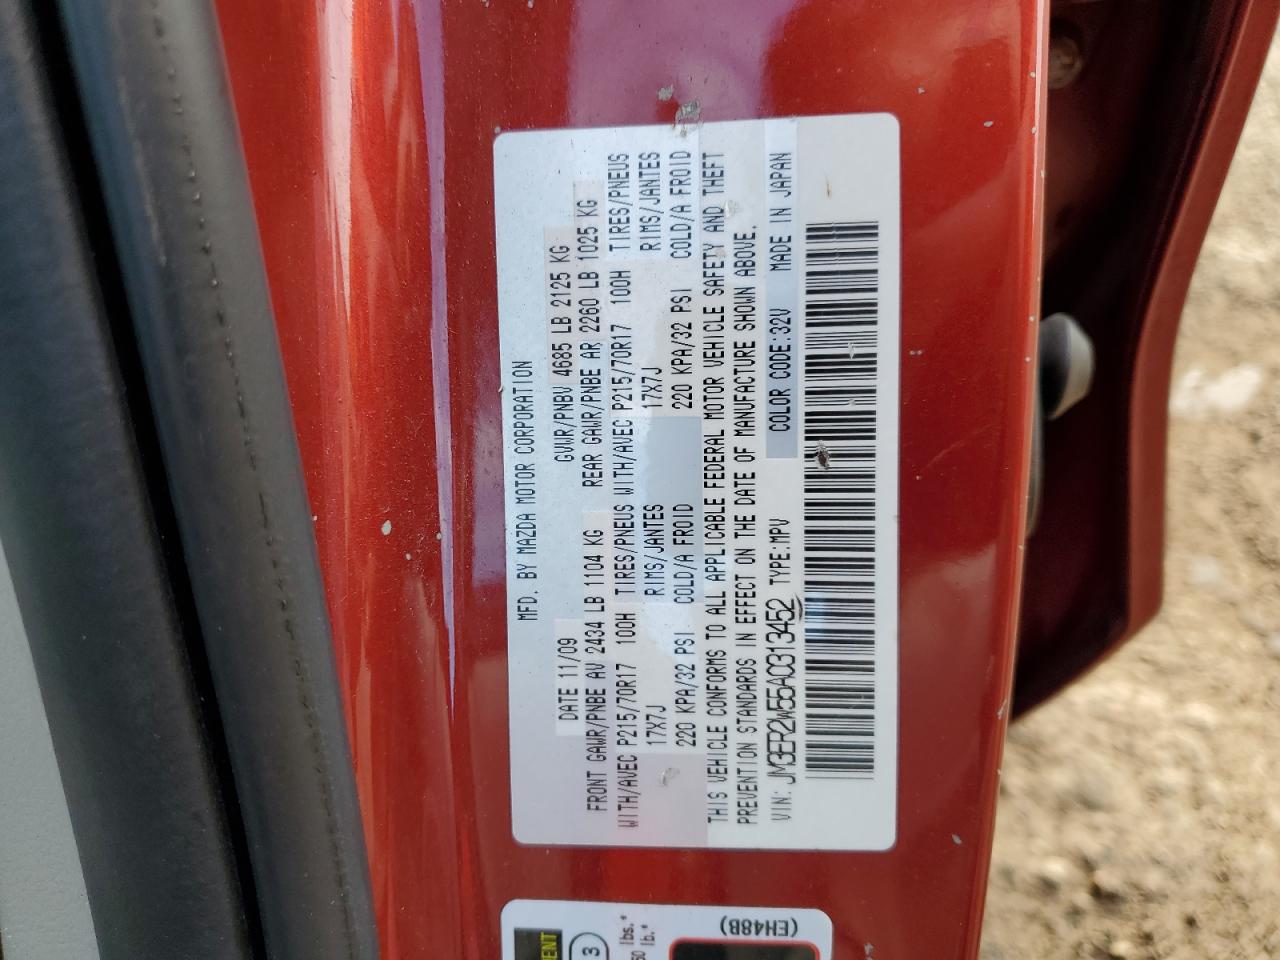 MFD. BY MAZDA MOTOR CORPORATION
DATE 11/09 GVWR/PNBV 4685 LB 2125 KG
FRONT GAWR/PNBE AV 2434 LB 1104 KG REAR GAWR/PNBE AR 2260 LB 1025 KG
WITH/AVEC P215/70R17 100H TIRES/PNEUS WITH/AVEC P215/70R17 100H TIRES/PNEUS
17X7J RIMS/JANTES 17X7J RIMS/JANTES
220 KPA/32 PSI COLD/A FROID 220 KPA/32 PSI COLD/A FROID
THIS VEHICLE CONFORMS TO ALL APPLICABLE FEDERAL MOTOR VEHICLE SAFETY AND THEFT
PREVENTION STANDARDS IN EFFECT ON THE DATE OF MANUFACTURE SHOWN ABOVE.
VIN: JM3ER2W55A0313452 TYPE:MPV COLOR CODE:32V MADE IN JAPAN
3
lbs.*
lb.*
(EH48B)